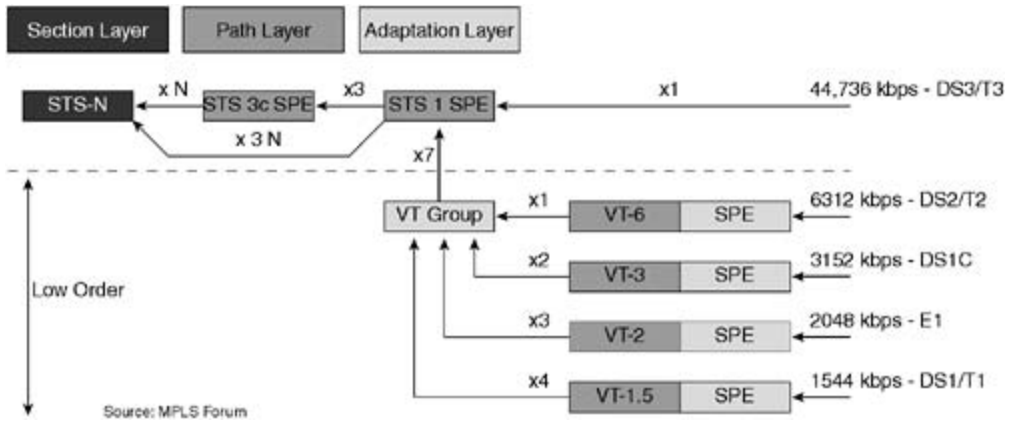 Section Layer
Path Layer
Adaptation Layer
STS-N
x N
STS 3c SPE
x3
STS 1 SPE
x1
44,736 kbps - DS3/T3
x 3 N
x7
VT Group
x1
VT-6
SPE
6312 kbps - DS2/T2
x2
VT-3
SPE
3152 kbps - DS1C
Low Order
x3
VT-2
SPE
2048 kbps - E1
x4
VT-1.5
SPE
1544 kbps - DS1/T1
Source: MPLS Forum